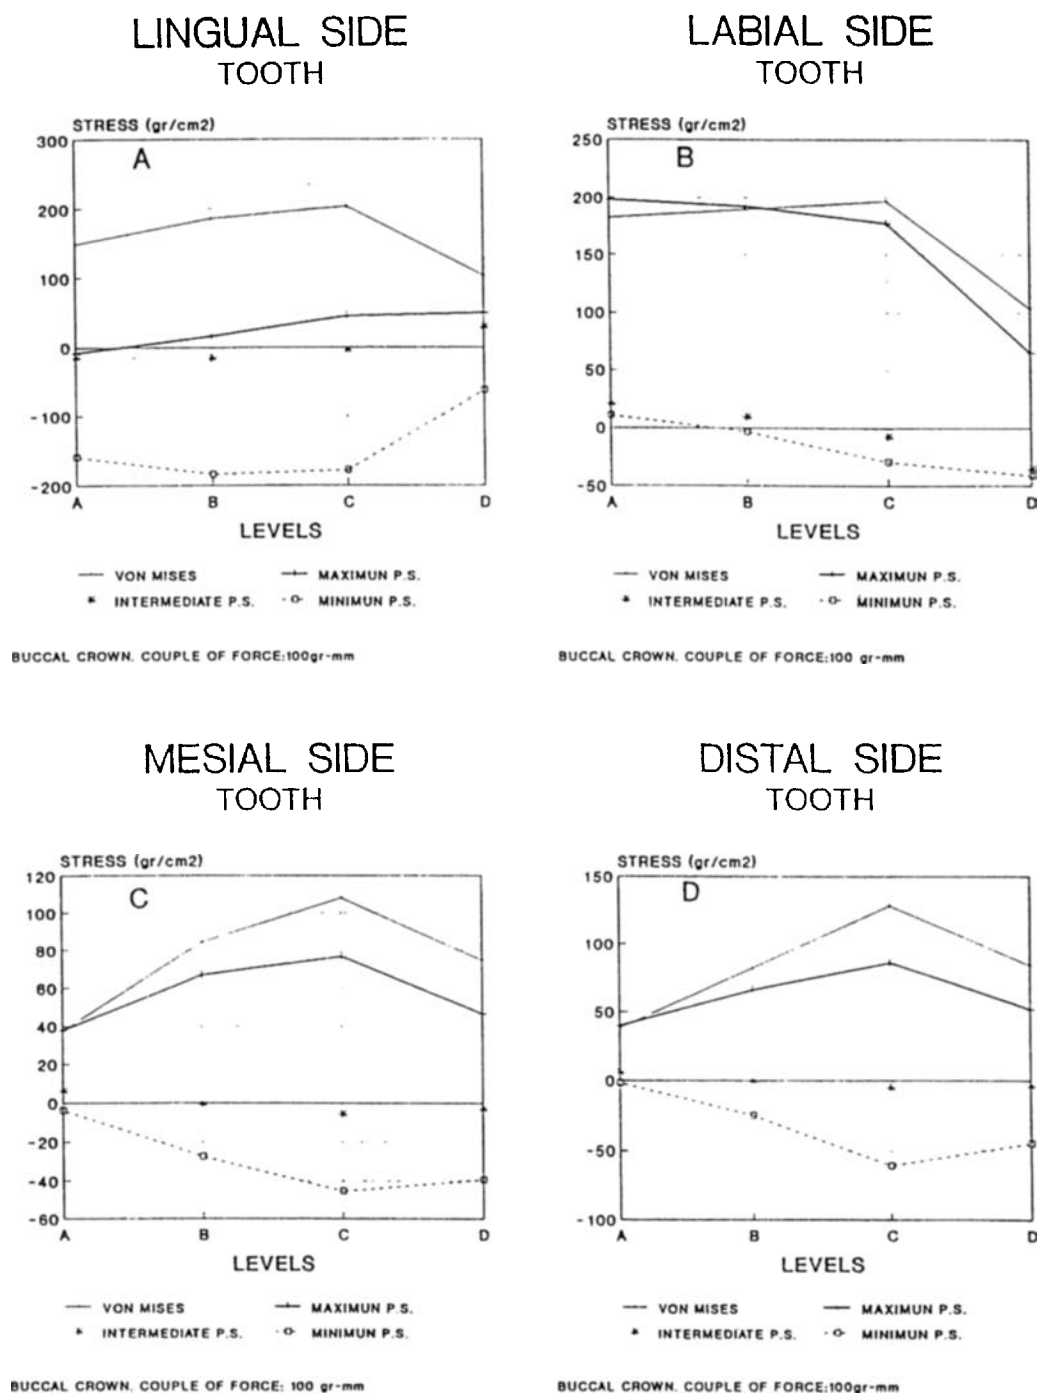 LINGUAL SIDE
TOOTH
STRESS (gr/cm2)
A
300
200
100
0
-100
-200
A B C D
LEVELS
VON MISES MAXIMUN P.S.
INTERMEDIATE P.S. MINIMUN P.S.
BUCCAL CROWN. COUPLE OF FORCE:100gr-mm
LABIAL SIDE
TOOTH
STRESS (gr/cm2)
B
250
200
150
100
50
0
-50
A B C D
LEVELS
VON MISES MAXIMUN P.S.
INTERMEDIATE P.S. MINIMUN P.S.
BUCCAL CROWN. COUPLE OF FORCE:100 gr-mm
MESIAL SIDE
TOOTH
STRESS (gr/cm2)
C
120
100
80
60
40
20
0
-20
-40
-60
A B C D
LEVELS
VON MISES MAXIMUN P.S.
INTERMEDIATE P.S. MINIMUN P.S.
BUCCAL CROWN. COUPLE OF FORCE: 100 gr-mm
DISTAL SIDE
TOOTH
STRESS (gr/cm2)
D
150
100
50
0
-50
-100
A B C D
LEVELS
VON MISES MAXIMUN P.S.
INTERMEDIATE P.S. MINIMUN P.S.
BUCCAL CROWN. COUPLE OF FORCE:100gr-mm